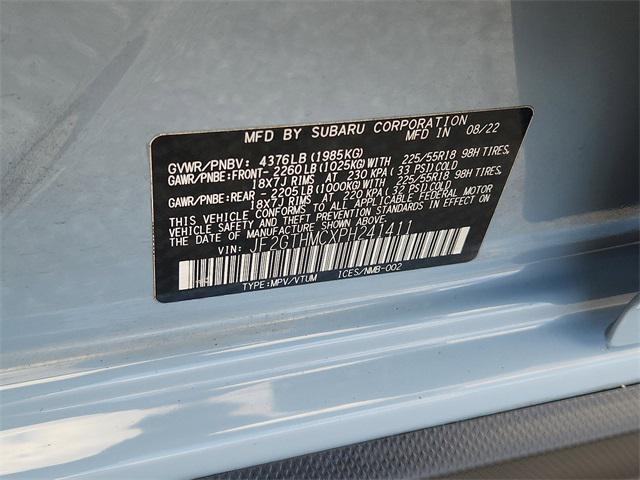 MFD BY SUBARU CORPORATION
MFD IN 08/22
GVWR/PNBV: 4376LB(1985KG)
GAWR/PNBE:FRONT- 2260LB(1025KG)WITH 225/55R18 98H TIRES,
18X7J RIMS AT 230 KPA(33 PSI)COLD
GAWR/PNBE:REAR - 2205LB(1000KG)WITH 225/55R18 98H TIRES,
18X7J RIMS AT 220 KPA(32 PSI)COLD
THIS VEHICLE CONFORMS TO ALL APPLICABLE FEDERAL MOTOR
VEHICLE SAFETY AND THEFT PREVENTION STANDARDS IN EFFECT ON THE
DATE OF MANUFACTURE SHOWN ABOVE.
VIN: JF2GTHMCXPH241411
TYPE:MPV/VTUM ICES/NMB-002